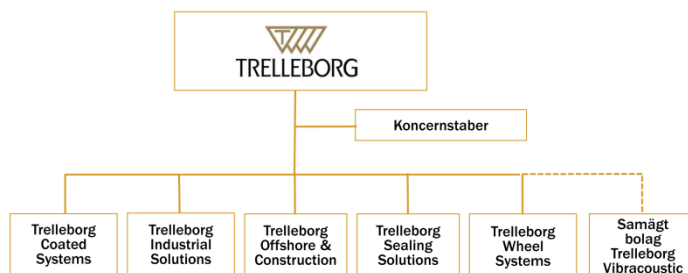 TRELLEBORG
Koncernstaber
Trelleborg
Coated
Systems
Trelleborg
Industrial
Solutions
Trelleborg
Offshore &
Construction
Trelleborg
Sealing
Solutions
Trelleborg
Wheel
Systems
Samägt
bolag
Trelleborg
Vibracoustic